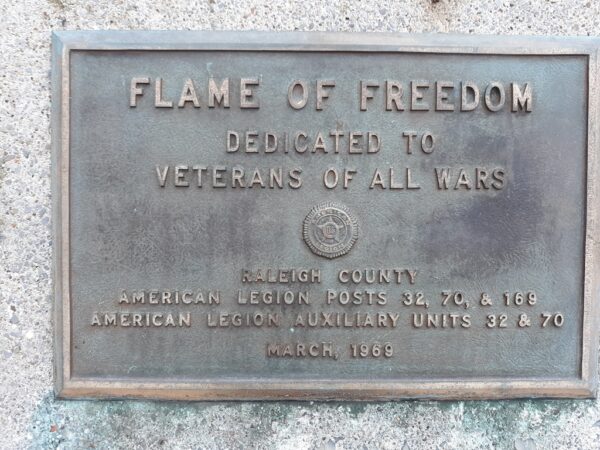 FLAME OF FREEDOM
DEDICATED TO
VETERANS OF ALL WARS
RALEIGH COUNTY
AMERICAN LEGION POSTS 32, 70, & 169
AMERICAN LEGION AUXILIARY UNITS 32 & 70
MARCH, 1969